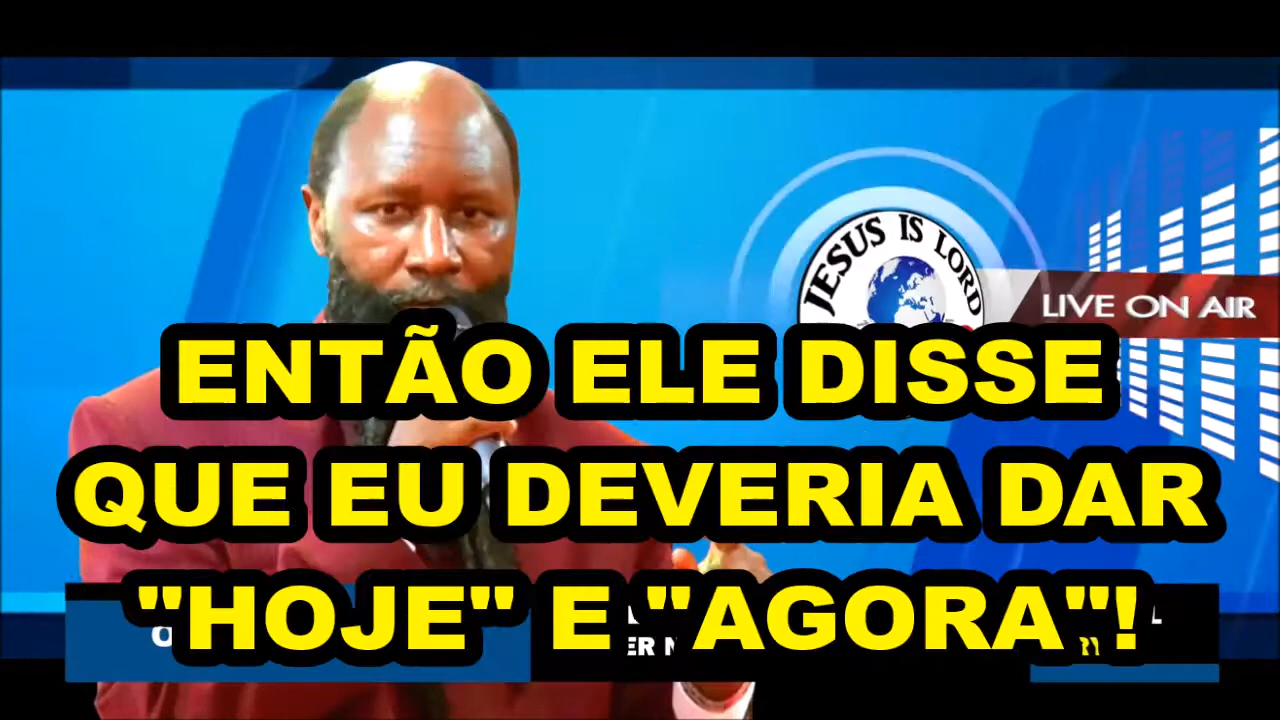 JESUS IS LORD
LIVE ON AIR
ENTÃO ELE DISSE
QUE EU DEVERIA DAR
"HOJE" E "AGORA"!